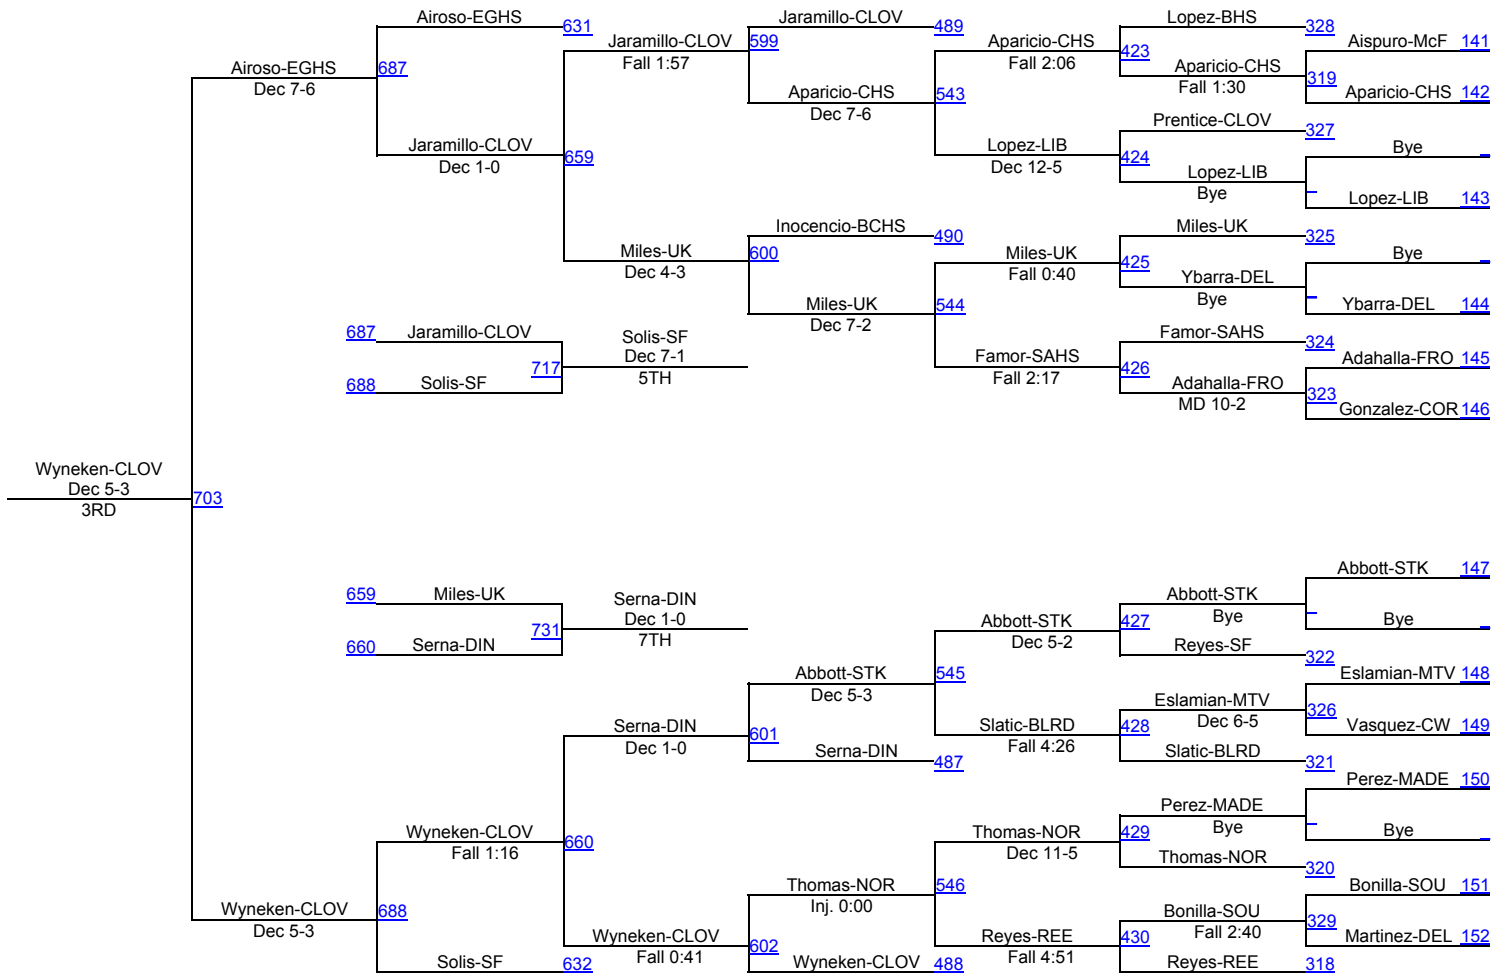 Airoso-EGHS
631
Jaramillo-CLOV
489
Lopez-BHS
328
Jaramillo-CLOV
599
Aparicio-CHS
423
Aispuro-McF 141
Fall 1:57
Fall 2:06
Airoso-EGHS
687
Aparicio-CHS
319
Dec 7-6
Fall 1:30
Aparicio-CHS
543
Aparicio-CHS 142
Dec 7-6
Prentice-CLOV
327
Jaramillo-CLOV
659
Lopez-LIB
424
Bye
Dec 1-0
Dec 12-5
Lopez-LIB
Bye
Lopez-LIB 143
Inocencio-BCHS
490
Miles-UK
325
Miles-UK
600
Miles-UK
425
Bye
Dec 4-3
Fall 0:40
Ybarra-DEL
Bye
Miles-UK
544
Ybarra-DEL 144
Dec 7-2
687
Jaramillo-CLOV
Solis-SF
Famor-SAHS
324
Dec 7-1
Famor-SAHS
426
Adahalla-FRO 145
717
5TH
Fall 2:17
688
Solis-SF
Adahalla-FRO
323
MD 10-2
Gonzalez-COR 146
Wyneken-CLOV
Dec 5-3
703
3RD
Abbott-STK 147
659
Miles-UK
Serna-DIN
Abbott-STK
Dec 1-0
Abbott-STK
427
Bye
Bye
731
7TH
Dec 5-2
660
Serna-DIN
Reyes-SF
322
Abbott-STK
545
Eslamian-MTV 148
Dec 5-3
Eslamian-MTV
326
Serna-DIN
601
Slatic-BLRD
428
Dec 6-5
Vasquez-CW 149
Dec 1-0
Fall 4:26
Serna-DIN
487
Slatic-BLRD
321
Perez-MADE 150
Perez-MADE
Wyneken-CLOV
660
Thomas-NOR
429
Bye
Bye
Fall 1:16
Dec 11-5
Thomas-NOR
320
Thomas-NOR
546
Bonilla-SOU 151
Inj. 0:00
Wyneken-CLOV
688
Bonilla-SOU
329
Dec 5-3
Fall 2:40
Wyneken-CLOV
602
Reyes-REE
430
Martinez-DEL 152
Fall 0:41
Fall 4:51
Solis-SF
632
Wyneken-CLOV
488
Reyes-REE
318